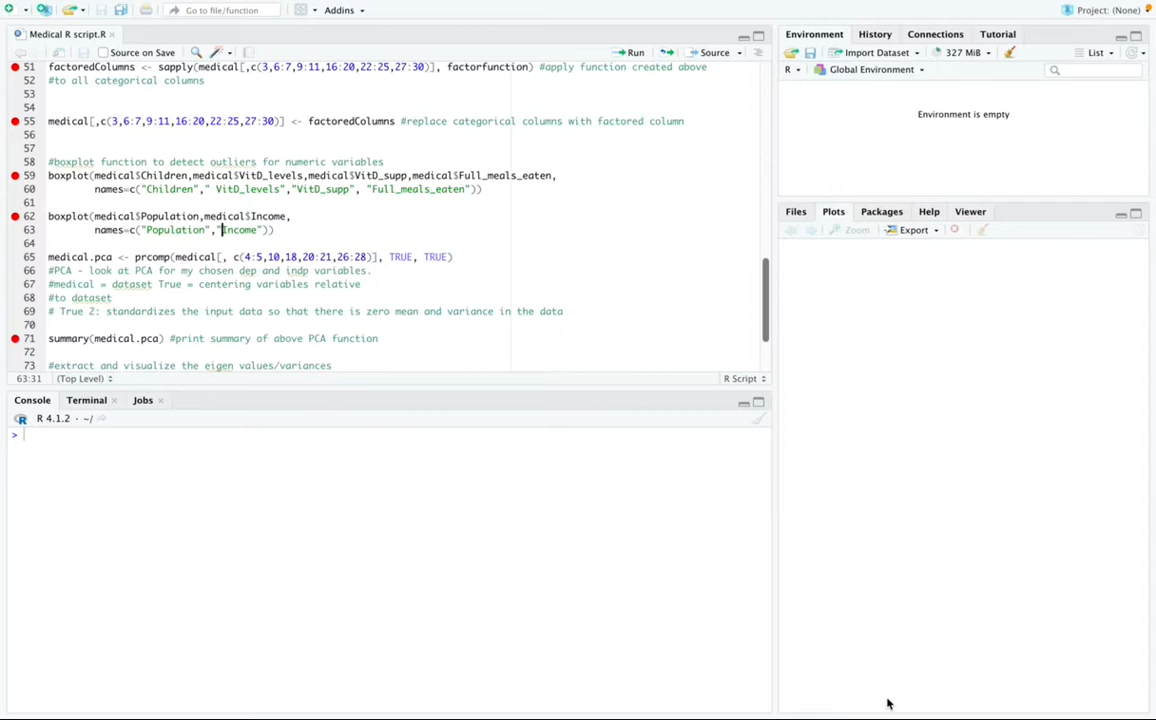 Go to file/function
Addins
Project: (None)
Medical R script.R
Source on Save
Run
Source
51 factoredColumns <- sapply(medical[,c(3,6:7,9:11,16:20,22:25,27:30)], factorfunction) #apply function created above
52 #to all categorical columns
53
54
55 medical[,c(3,6:7,9:11,16:20,22:25,27:30)] <- factoredColumns #replace categorical columns with factored column
56
57
58 #boxplot function to detect outliers for numeric variables
59 boxplot(medical$Children,medical$VitD_levels,medical$VitD_supp,medical$Full_meals_eaten,
60 names=c("Children"," VitD_levels","VitD_supp", "Full_meals_eaten"))
61
62 boxplot(medical$Population,medical$Income,
63 names=c("Population","Income"))
64
65 medical.pca <- prcomp(medical[, c(4:5,10,18,20:21,26:28)], TRUE, TRUE)
66 #PCA - look at PCA for my chosen dep and indp variables.
67 #medical = dataset True = centering variables relative
68 #to dataset
69 # True 2: standardizes the input data so that there is zero mean and variance in the data
70
71 summary(medical.pca) #print summary of above PCA function
72
73 #extract and visualize the eigen values/variances
63:31 (Top Level) R Script
Console Terminal Jobs
R 4.1.2 · ~/
>
Environment History Connections Tutorial
Import Dataset 327 MiB List
R Global Environment
Environment is empty
Files Plots Packages Help Viewer
Zoom Export